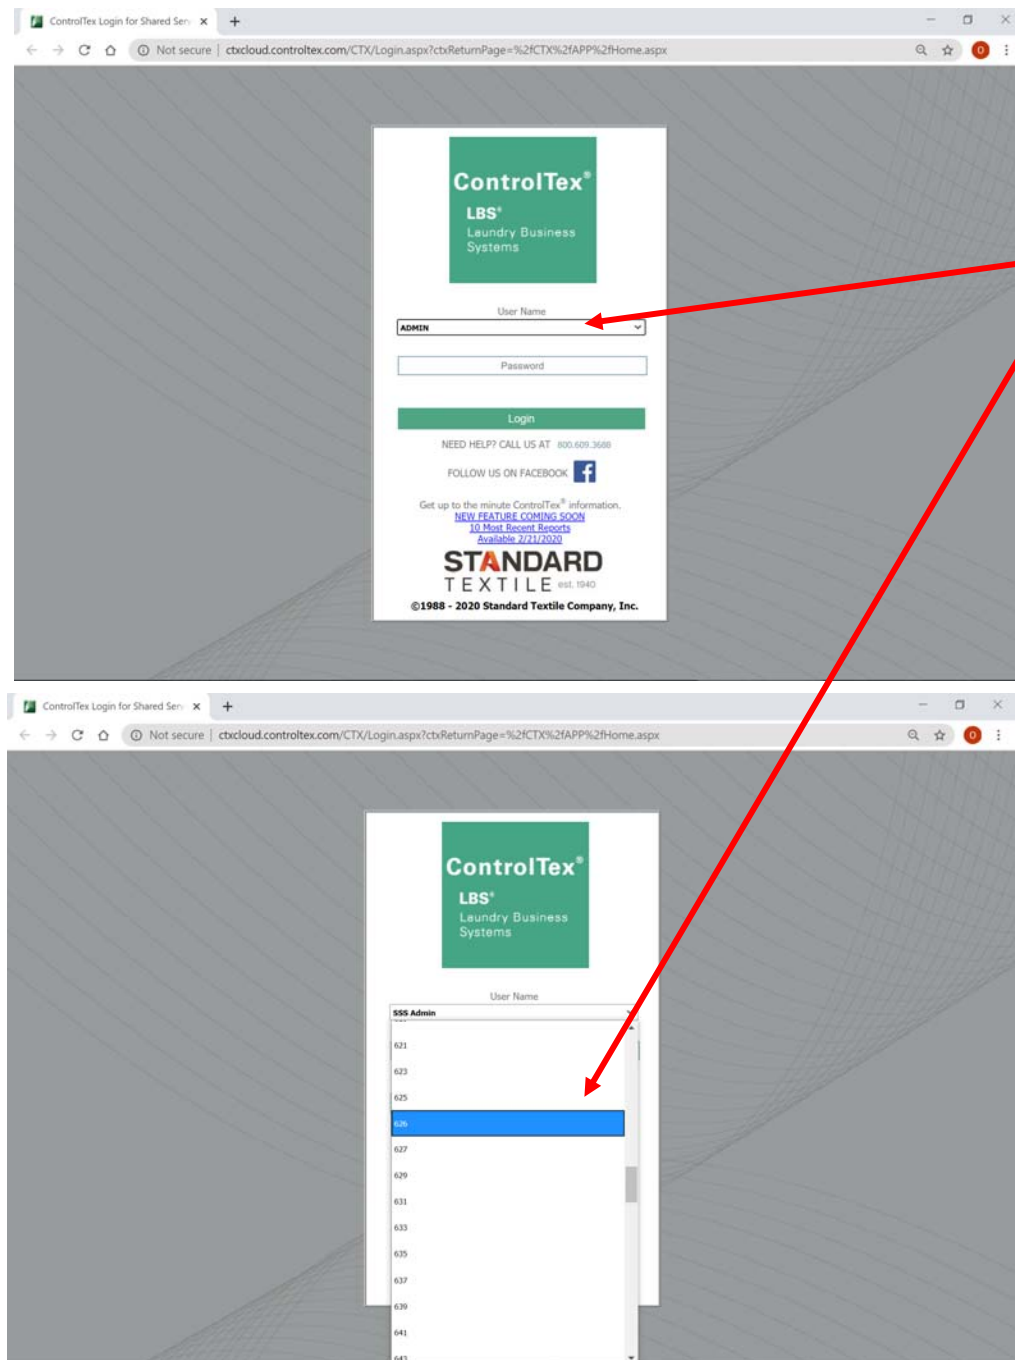 ControlTex Login for Shared Serv
Not secure | ctxcloud.controltex.com/CTX/Login.aspx?ctxReturnPage=%2fCTX%2fAPP%2fHome.aspx
O
ControlTex®
LBS®
Laundry Business
Systems
User Name
ADMIN
Password
Login
NEED HELP? CALL US AT 800.609.3688
FOLLOW US ON FACEBOOK f
Get up to the minute ControlTex® information.
NEW FEATURE COMING SOON
10 Most Recent Reports
Available 2/21/2020
STANDARD
TEXTILE est. 1940
©1988 - 2020 Standard Textile Company, Inc.
ControlTex Login for Shared Serv
Not secure | ctxcloud.controltex.com/CTX/Login.aspx?ctxReturnPage=%2fCTX%2fAPP%2fHome.aspx
O
ControlTex®
LBS®
Laundry Business
Systems
User Name
SSS Admin
621
623
625
626
627
629
631
633
635
637
639
641
643